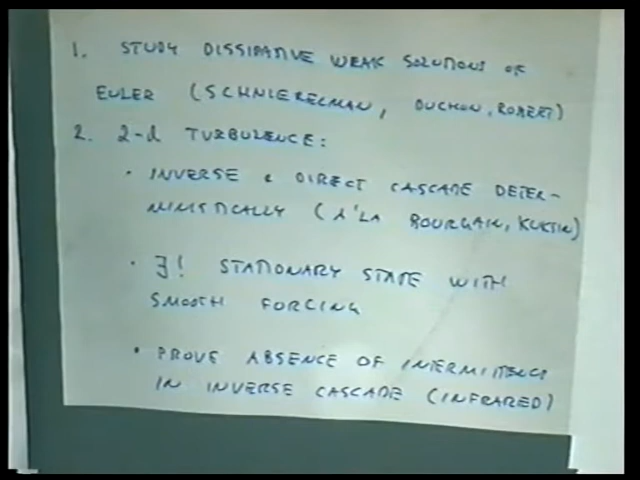 1. STUDY DISSIPATIVE WEAK SOLUTIONS OF
EULER (SCHNIERELMAN, DUCHON, ROBERT)
2. 2-d TURBULENCE:
· INVERSE & DIRECT CASCADE DETER-
MINISTICALLY (A'LA BOURGAIN, KUKSIN)
· ∃! STATIONARY STATE WITH
SMOOTH FORCING
· PROVE ABSENCE OF INTERMITTENCY
IN INVERSE CASCADE (INFRARED)